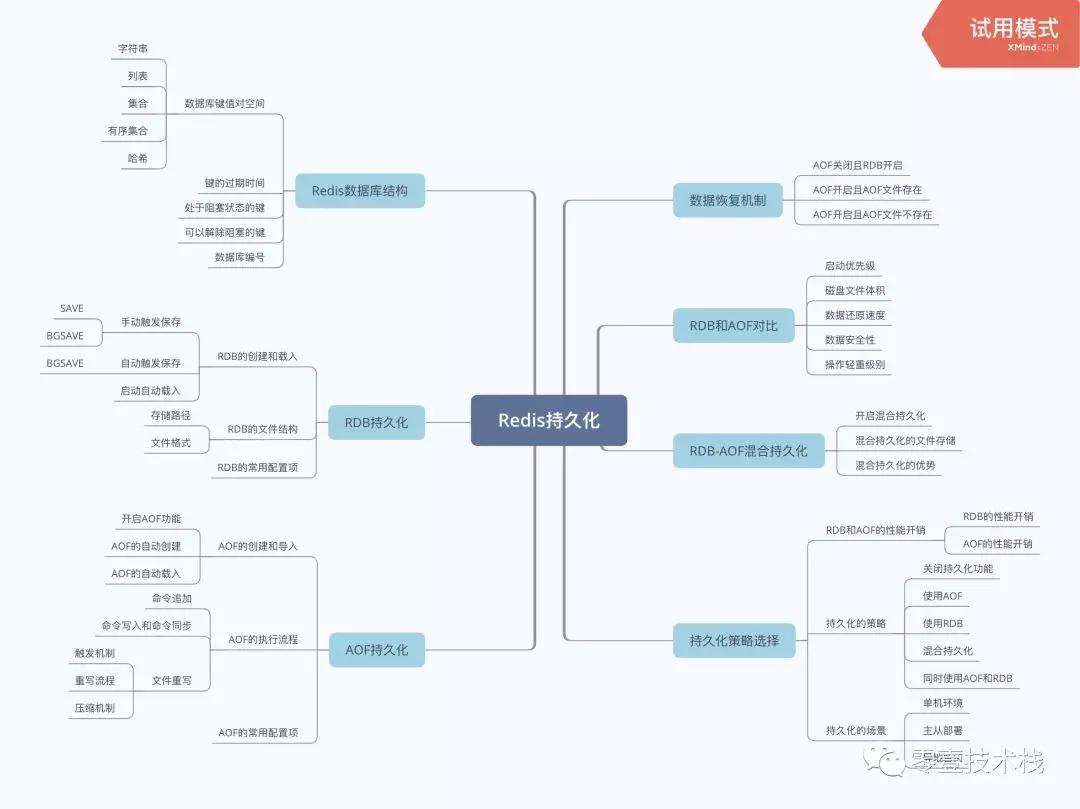 试用模式
XMind:ZEN
Redis持久化
Redis数据库结构
数据库键值对空间
字符串
列表
集合
有序集合
哈希
键的过期时间
处于阻塞状态的键
可以解除阻塞的键
数据库编号
RDB持久化
RDB的创建和载入
手动触发保存
SAVE
BGSAVE
自动触发保存
BGSAVE
启动自动载入
RDB的文件结构
存储路径
文件格式
RDB的常用配置项
AOF持久化
AOF的创建和导入
开启AOF功能
AOF的自动创建
AOF的自动载入
AOF的执行流程
命令追加
命令写入和命令同步
文件重写
触发机制
重写流程
压缩机制
AOF的常用配置项
数据恢复机制
AOF关闭且RDB开启
AOF开启且AOF文件存在
AOF开启且AOF文件不存在
RDB和AOF对比
启动优先级
磁盘文件体积
数据还原速度
数据安全性
操作轻重级别
RDB-AOF混合持久化
开启混合持久化
混合持久化的文件存储
混合持久化的优势
持久化策略选择
RDB和AOF的性能开销
RDB的性能开销
AOF的性能开销
持久化的策略
关闭持久化功能
使用AOF
使用RDB
混合持久化
同时使用AOF和RDB
持久化的场景
单机环境
主从部署
零壹技术栈